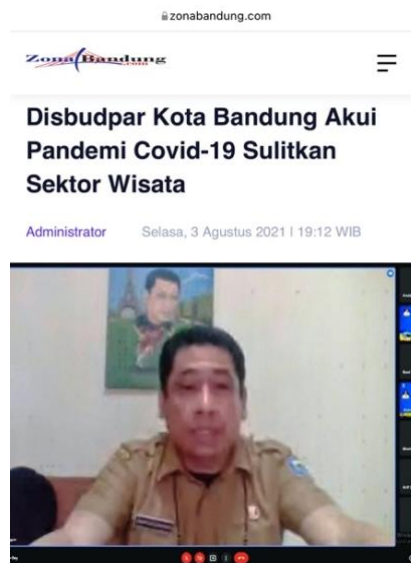 zonabandung.com
ZonaBandung
.com
Disbudpar Kota Bandung Akui
Pandemi Covid-19 Sulitkan
Sektor Wisata
Administrator Selasa, 3 Agustus 2021 | 19:12 WIB